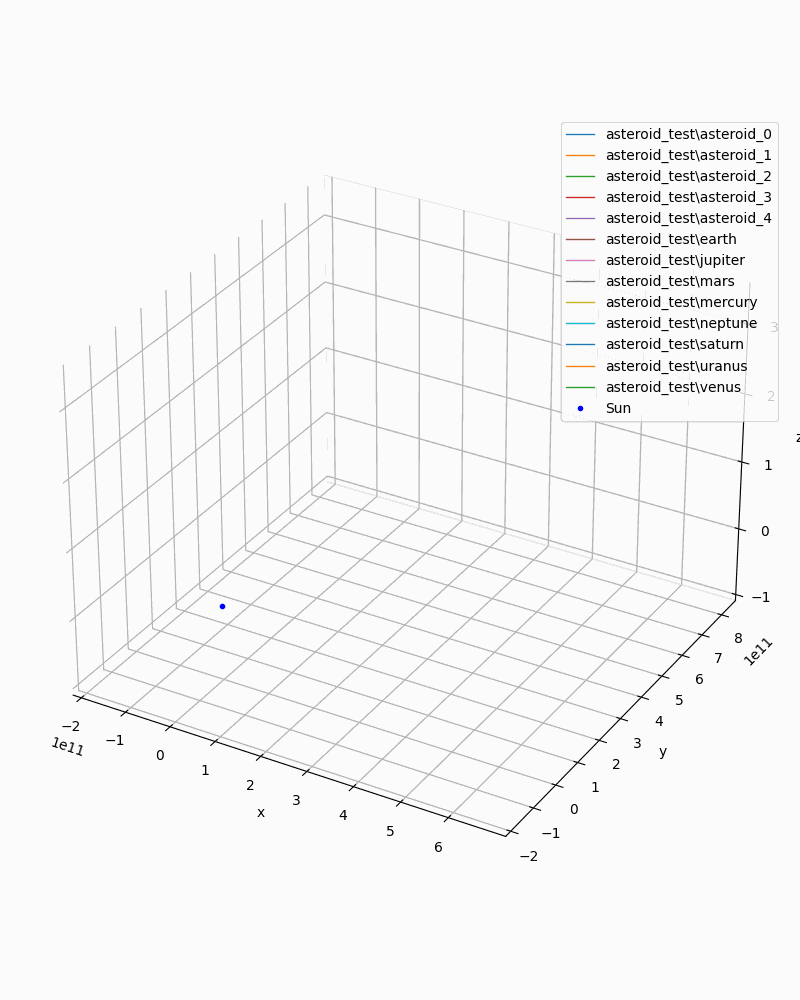 asteroid_test\asteroid_0
asteroid_test\asteroid_1
asteroid_test\asteroid_2
asteroid_test\asteroid_3
asteroid_test\asteroid_4
asteroid_test\earth
asteroid_test\jupiter
asteroid_test\mars
asteroid_test\mercury
asteroid_test\neptune
asteroid_test\saturn
asteroid_test\uranus
asteroid_test\venus
Sun
3
2
1
0
−1
z
8
7
6
5
4
3
2
1
0
−1
−2
1e11
y
−2
−1
0
1
2
3
4
5
6
1e11
x